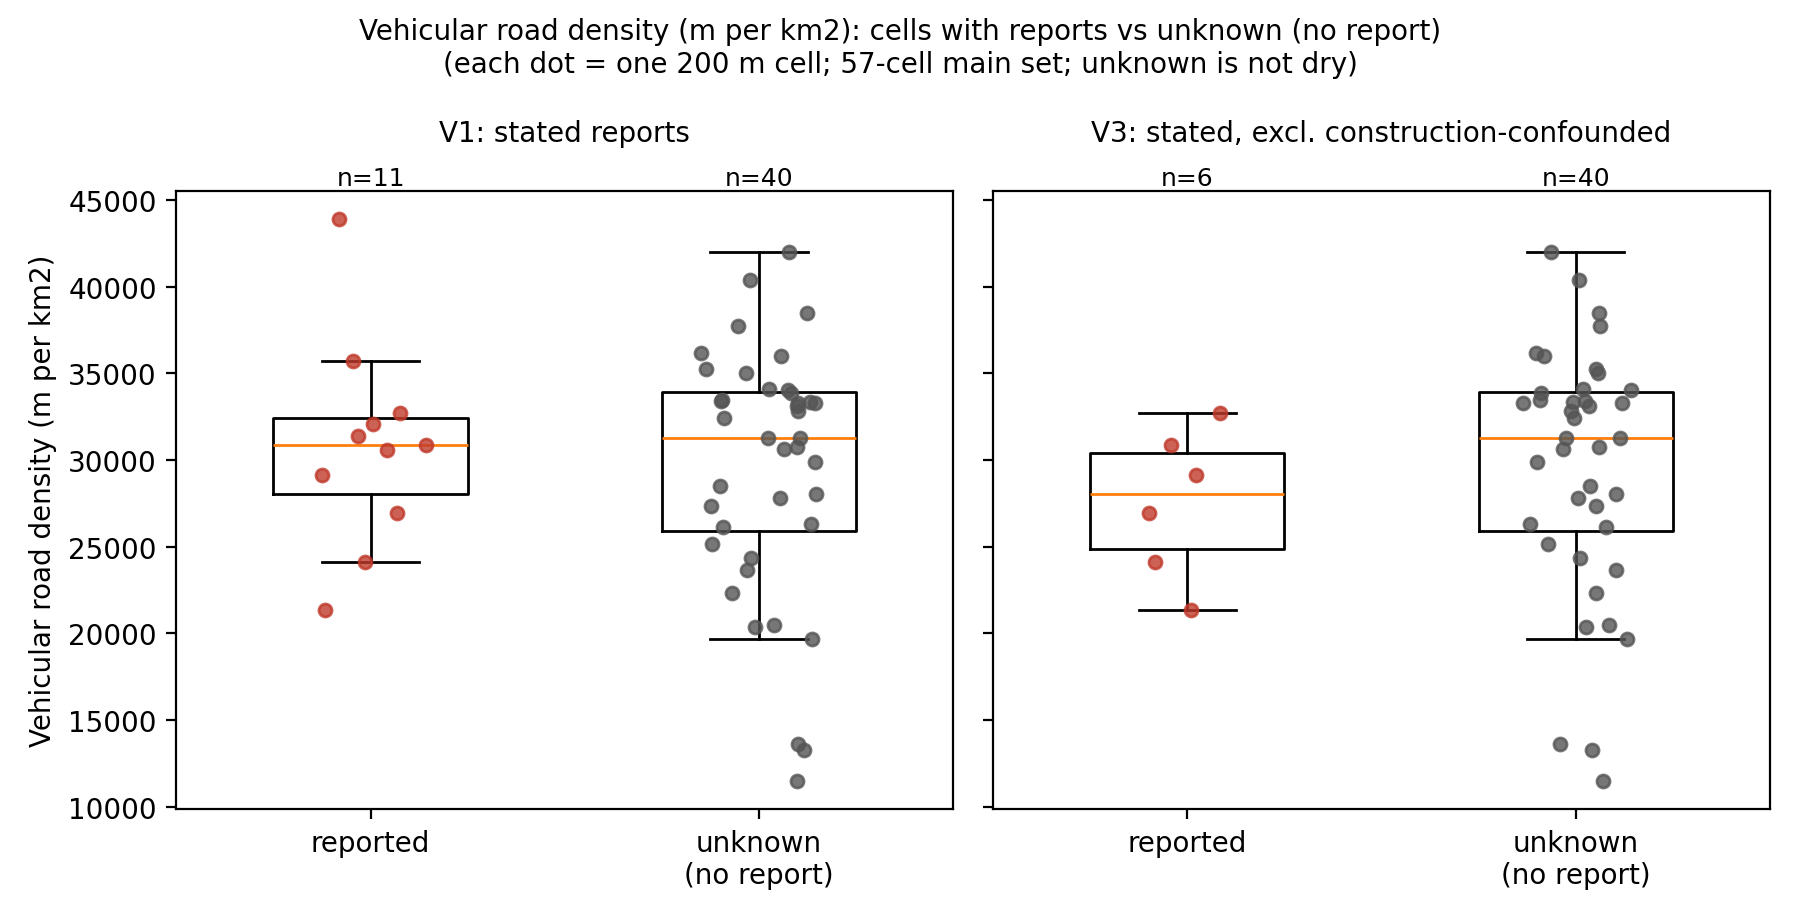 Vehicular road density (m per km2): cells with reports vs unknown (no report)
(each dot = one 200 m cell; 57-cell main set; unknown is not dry)
V1: stated reports
V3: stated, excl. construction-confounded
n=11
n=40
n=6
n=40
Vehicular road density (m per km2)
45000
40000
35000
30000
25000
20000
15000
10000
reported
unknown
(no report)
reported
unknown
(no report)